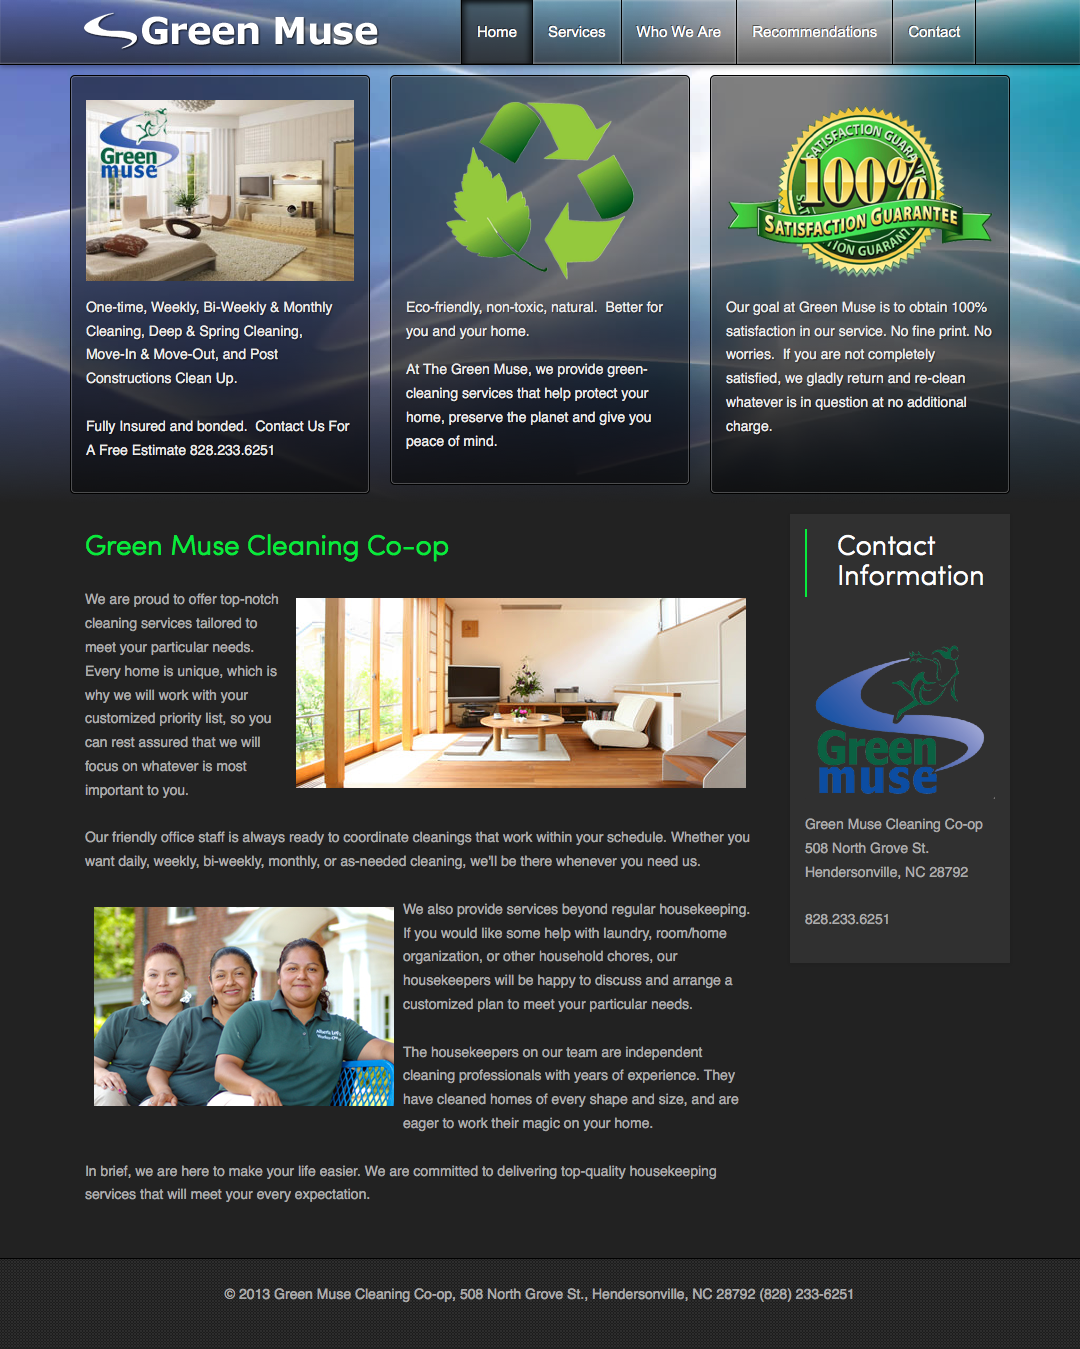 Green Muse
Home
Services
Who We Are
Recommendations
Contact
Green
muse
One-time, Weekly, Bi-Weekly & Monthly
Cleaning, Deep & Spring Cleaning,
Move-In & Move-Out, and Post
Constructions Clean Up.
Fully Insured and bonded.  Contact Us For
A Free Estimate 828.233.6251
Eco-friendly, non-toxic, natural.  Better for
you and your home.
At The Green Muse, we provide green-
cleaning services that help protect your
home, preserve the planet and give you
peace of mind.
SATISFACTION GUARANTE
100%
SATISFACTION GUARANTEE
Our goal at Green Muse is to obtain 100%
satisfaction in our service. No fine print. No
worries.  If you are not completely
satisfied, we gladly return and re-clean
whatever is in question at no additional
charge.
Green Muse Cleaning Co-op
We are proud to offer top-notch
cleaning services tailored to
meet your particular needs.
Every home is unique, which is
why we will work with your
customized priority list, so you
can rest assured that we will
focus on whatever is most
important to you.
Our friendly office staff is always ready to coordinate cleanings that work within your schedule. Whether you
want daily, weekly, bi-weekly, monthly, or as-needed cleaning, we'll be there whenever you need us.
We also provide services beyond regular housekeeping.
If you would like some help with laundry, room/home
organization, or other household chores, our
housekeepers will be happy to discuss and arrange a
customized plan to meet your particular needs.
The housekeepers on our team are independent
cleaning professionals with years of experience. They
have cleaned homes of every shape and size, and are
eager to work their magic on your home.
In brief, we are here to make your life easier. We are committed to delivering top-quality housekeeping
services that will meet your every expectation.
Contact
Information
Green
muse
Green Muse Cleaning Co-op
508 North Grove St.
Hendersonville, NC 28792
828.233.6251
© 2013 Green Muse Cleaning Co-op, 508 North Grove St., Hendersonville, NC 28792 (828) 233-6251